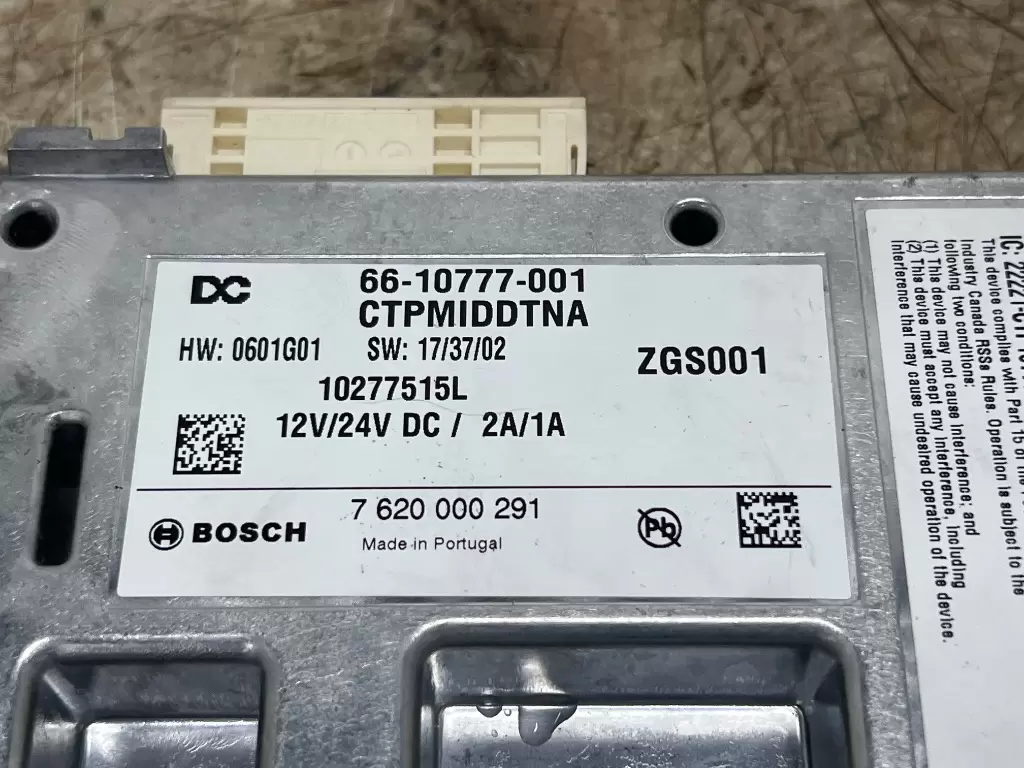 DC
66-10777-001
CTPMIDDTNA
HW: 0601G01 SW: 17/37/02
ZGS001
10277515L
12V/24V DC / 2A/1A
BOSCH
7 620 000 291
Made in Portugal
Pb
IC:
This device complies with Part 15 of the
Industry Canada RSSs Rules. Operation is subject to the
following two conditions:
(1) This device may not cause interference; and
(2) This device must accept any interference, including
interference that may cause undesired operation of the device.